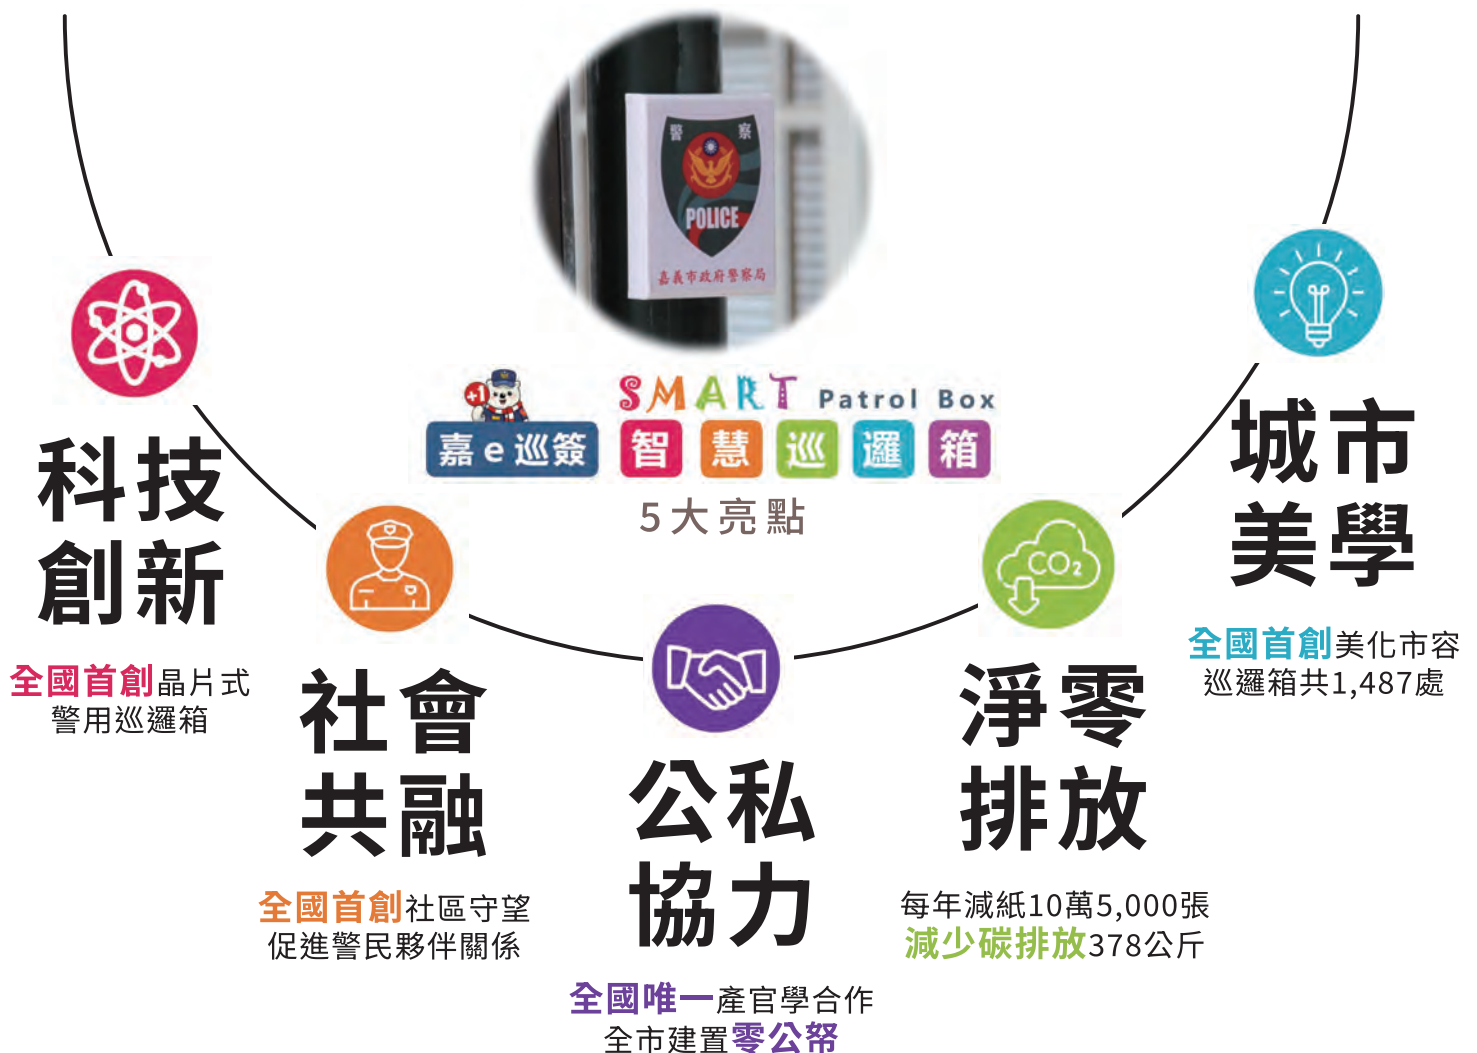 警 察
POLICE
嘉義市政府警察局
+1
SMART Patrol Box
嘉e巡簽 智慧巡邏箱
5大亮點
科技
創新
全國首創晶片式
警用巡邏箱
社會
共融
全國首創社區守望
促進警民夥伴關係
公私
協力
全國唯一產官學合作
全市建置零公帑
淨零
排放
CO₂
每年減紙10萬5,000張
減少碳排放378公斤
城市
美學
全國首創美化市容
巡邏箱共1,487處